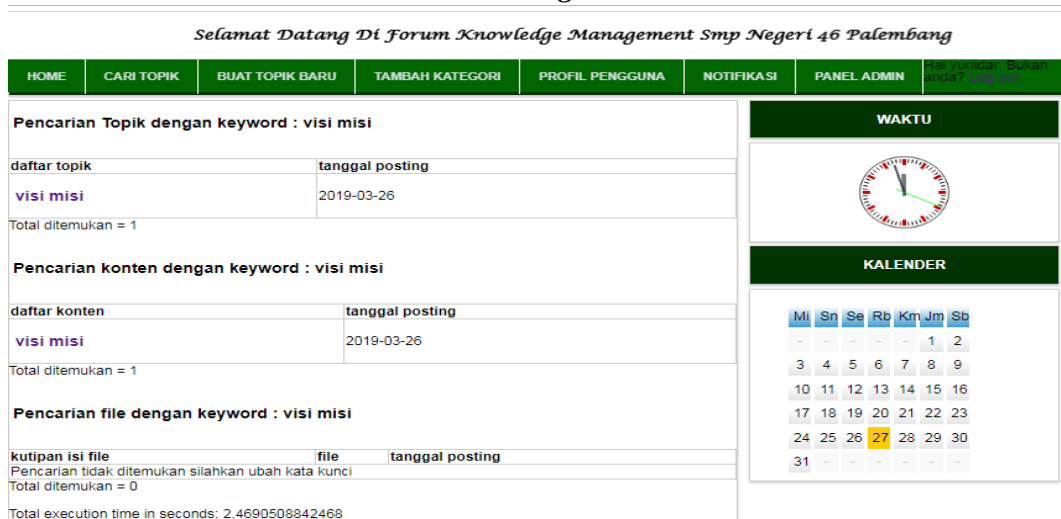 Selamat Datang Di Forum Knowledge Management Smp Negeri 46 Palembang
HOME CARI TOPIK BUAT TOPIK BARU TAMBAH KATEGORI PROFIL PENGGUNA NOTIFIKASI PANEL ADMIN Hai yunidar. Bukan
anda? Log out
Pencarian Topik dengan keyword : visi misi
daftar topik tanggal posting
visi misi 2019-03-26
Total ditemukan = 1
Pencarian konten dengan keyword : visi misi
daftar konten tanggal posting
visi misi 2019-03-26
Total ditemukan = 1
Pencarian file dengan keyword : visi misi
kutipan isi file file tanggal posting
Pencarian tidak ditemukan silahkan ubah kata kunci
Total ditemukan = 0
Total execution time in seconds: 2.4690508842468
WAKTU
KALENDER
Mi Sn Se Rb Km Jm Sb
- - - - - 1 2
3 4 5 6 7 8 9
10 11 12 13 14 15 16
17 18 19 20 21 22 23
24 25 26 27 28 29 30
31 - - - - - -